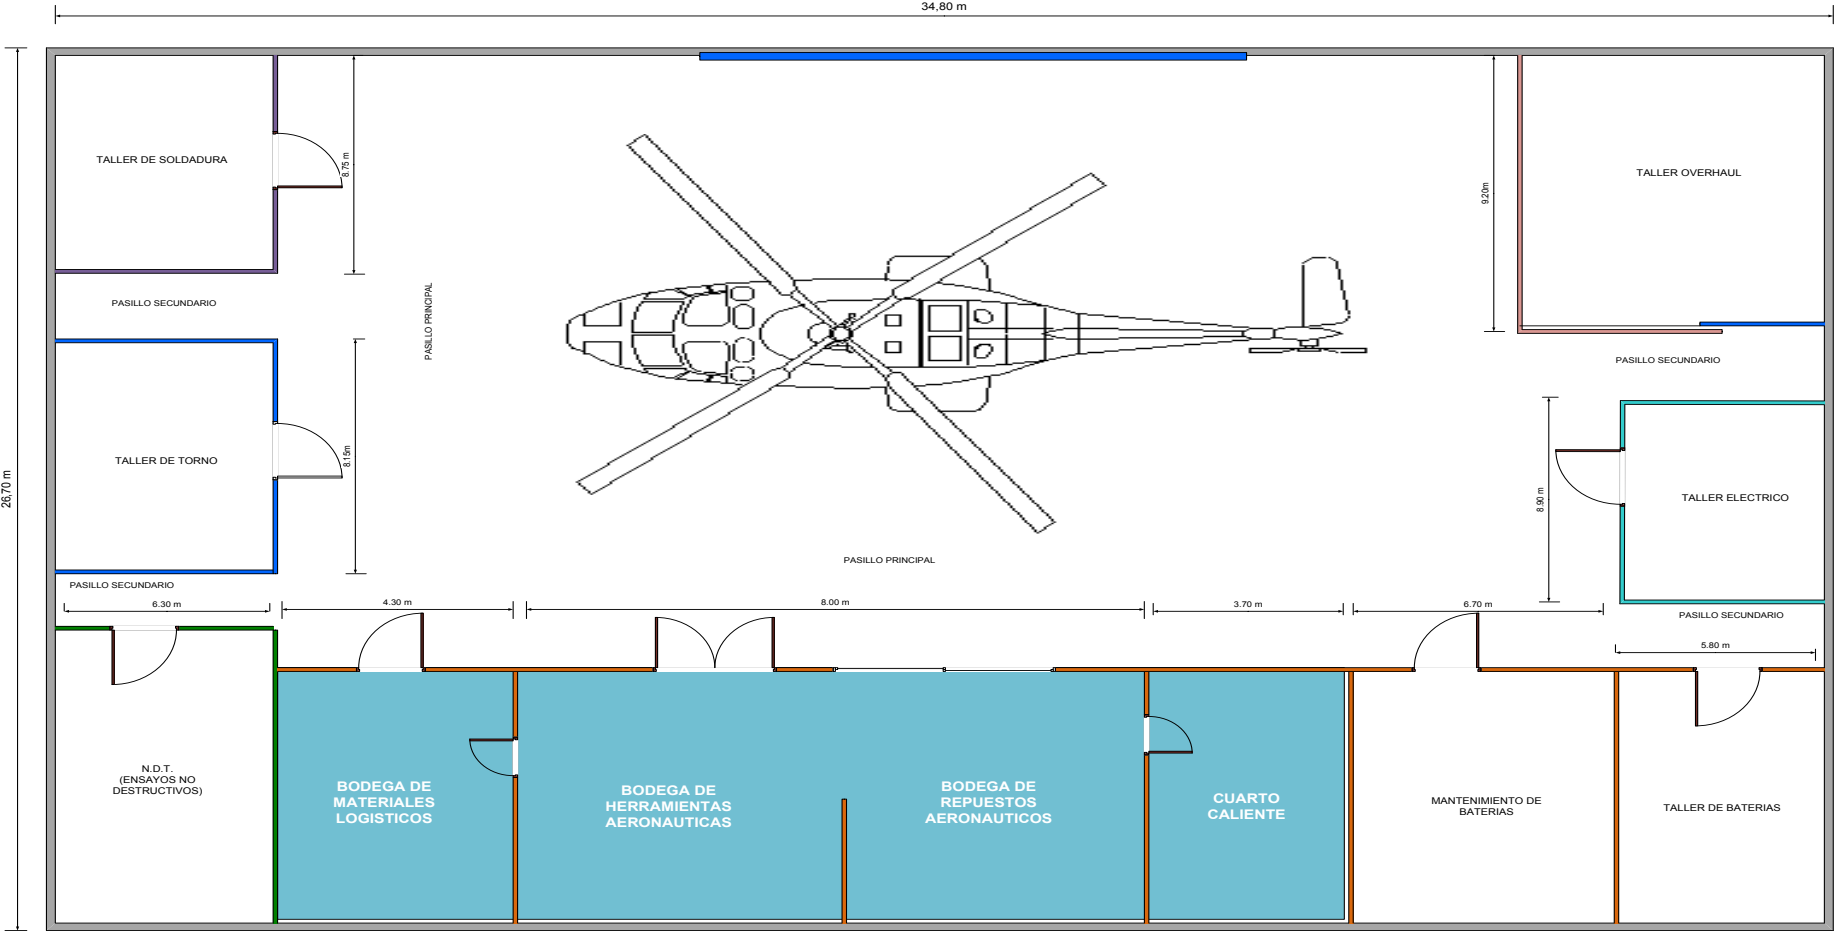 34,80 m
26,70 m
TALLER DE SOLDADURA
8.75 m
9.20m
TALLER OVERHAUL
PASILLO SECUNDARIO
PASILLO PRINCIPAL
PASILLO SECUNDARIO
TALLER DE TORNO
8.15m
8.90 m
TALLER ELECTRICO
PASILLO PRINCIPAL
PASILLO SECUNDARIO
6.30 m
4.30 m
8.00 m
3.70 m
6.70 m
PASILLO SECUNDARIO
5.80 m
N.D.T.
(ENSAYOS NO
DESTRUCTIVOS)
BODEGA DE
MATERIALES
LOGISTICOS
BODEGA DE
HERRAMIENTAS
AERONAUTICAS
BODEGA DE
REPUESTOS
AERONAUTICOS
CUARTO
CALIENTE
MANTENIMIENTO DE
BATERIAS
TALLER DE BATERIAS